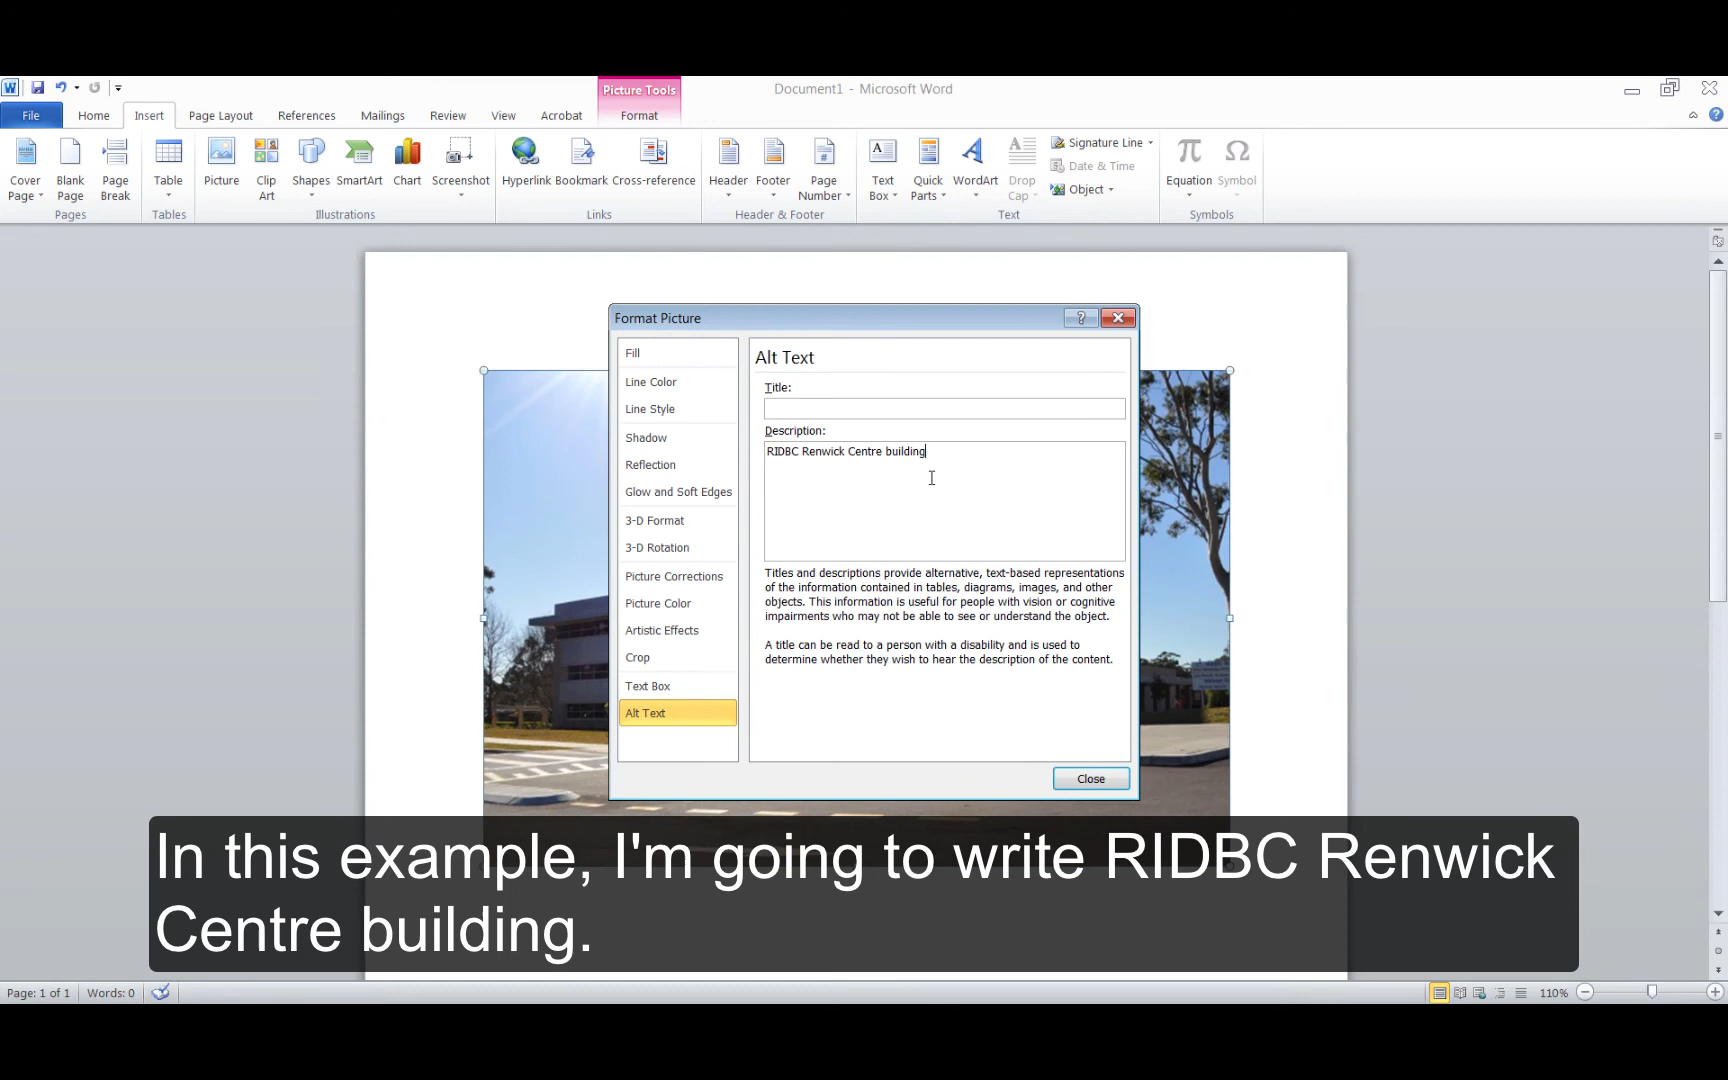 Picture Tools
Document1 - Microsoft Word
File Home Insert Page Layout References Mailings Review View Acrobat Format
Cover Page
Blank Page
Page Break
Pages
Table
Tables
Picture
Clip Art
Shapes
SmartArt
Chart
Screenshot
Illustrations
Hyperlink
Bookmark
Cross-reference
Links
Header
Footer
Page Number
Header & Footer
Text Box
Quick Parts
WordArt
Drop Cap
Signature Line
Date & Time
Object
Text
Equation
Symbol
Symbols
Format Picture
Fill
Line Color
Line Style
Shadow
Reflection
Glow and Soft Edges
3-D Format
3-D Rotation
Picture Corrections
Picture Color
Artistic Effects
Crop
Text Box
Alt Text
Alt Text
Title:
Description:
RIDBC Renwick Centre building
Titles and descriptions provide alternative, text-based representations
of the information contained in tables, diagrams, images, and other
objects. This information is useful for people with vision or cognitive
impairments who may not be able to see or understand the object.
A title can be read to a person with a disability and is used to
determine whether they wish to hear the description of the content.
Close
In this example, I'm going to write RIDBC Renwick
Centre building.
Page: 1 of 1 Words: 0 110%